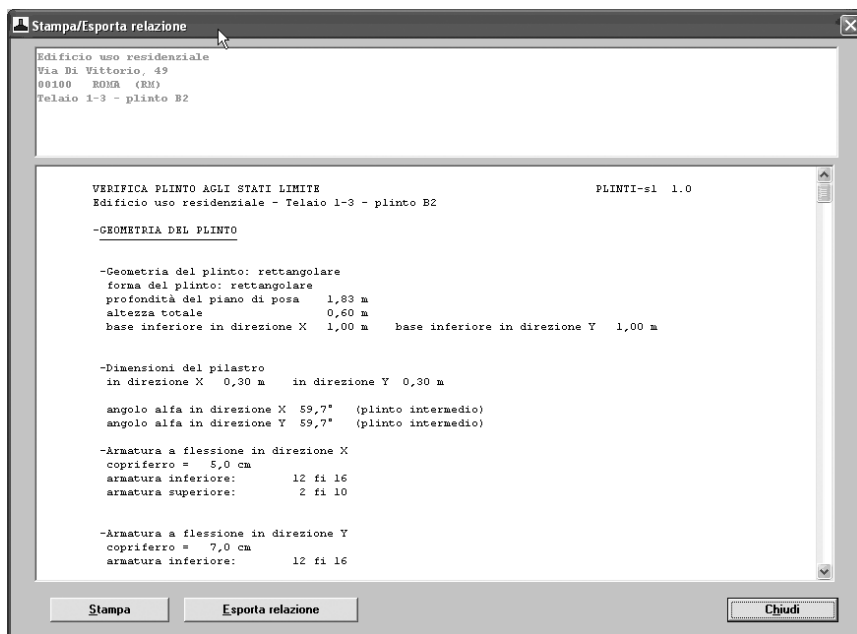 Stampa/Esporta relazione
Edificio uso residenziale
Via Di Vittorio, 49
00100 ROMA (RM)
Telaio 1-3 - plinto B2
VERIFICA PLINTO AGLI STATI LIMITE PLINTI-sl 1.0
Edificio uso residenziale - Telaio 1-3 - plinto B2
-GEOMETRIA DEL PLINTO
-Geometria del plinto: rettangolare
forma del plinto: rettangolare
profondità del piano di posa 1,83 m
altezza totale 0,60 m
base inferiore in direzione X 1,00 m base inferiore in direzione Y 1,00 m
-Dimensioni del pilastro
in direzione X 0,30 m in direzione Y 0,30 m
angolo alfa in direzione X 59,7° (plinto intermedio)
angolo alfa in direzione Y 59,7° (plinto intermedio)
-Armatura a flessione in direzione X
copriferro = 5,0 cm
armatura inferiore: 12 fi 16
armatura superiore: 2 fi 10
-Armatura a flessione in direzione Y
copriferro = 7,0 cm
armatura inferiore: 12 fi 16
Stampa Esporta relazione Chiudi